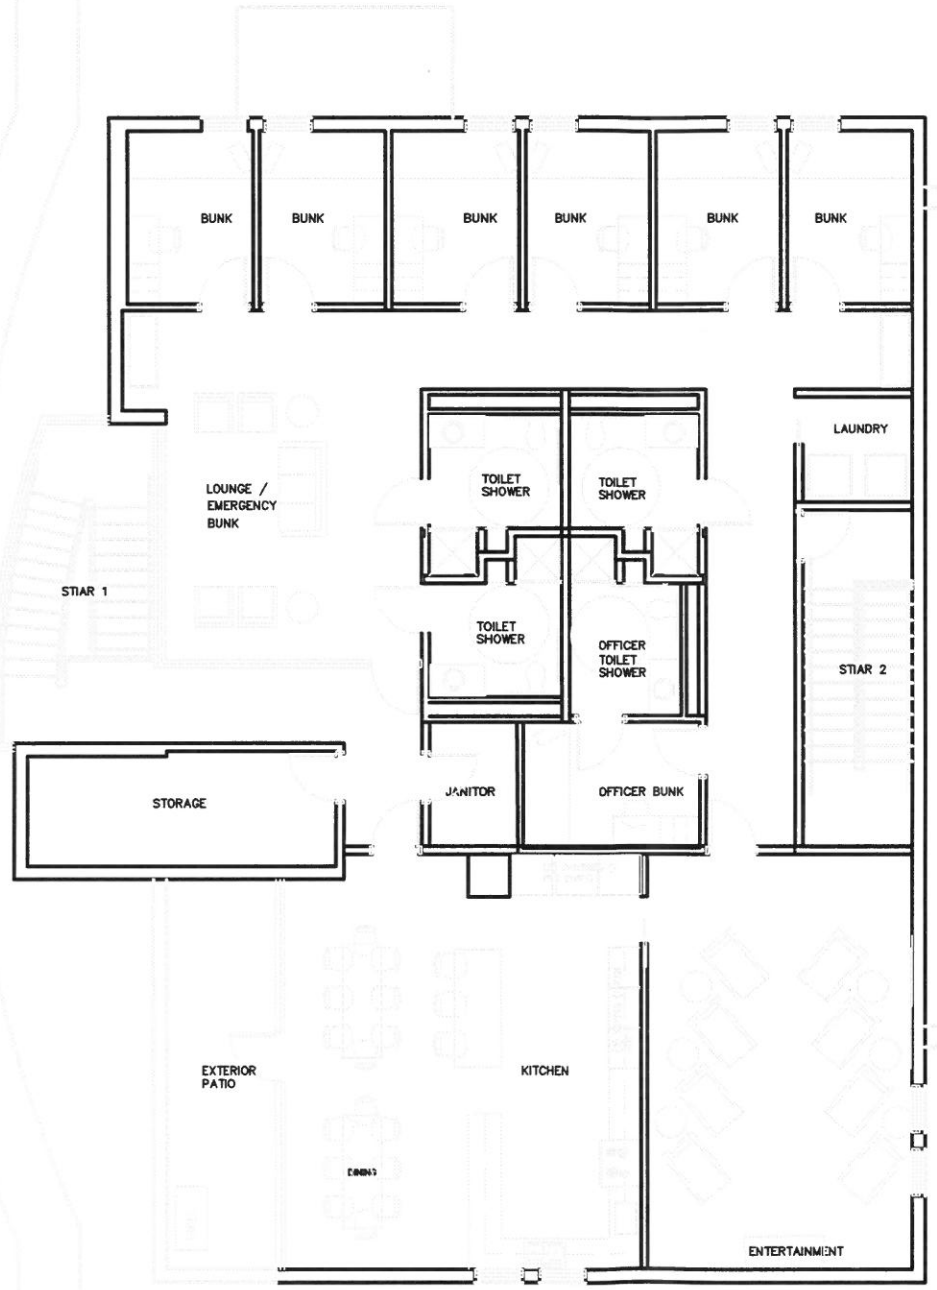 BUNK
BUNK
BUNK
BUNK
BUNK
BUNK
LAUNDRY
LOUNGE /
EMERGENCY
BUNK
TOILET
SHOWER
TOILET
SHOWER
STIAR 1
TOILET
SHOWER
OFFICER
TOILET
SHOWER
STIAR 2
STORAGE
JANITOR
OFFICER BUNK
EXTERIOR
PATIO
KITCHEN
DINING
ENTERTAINMENT